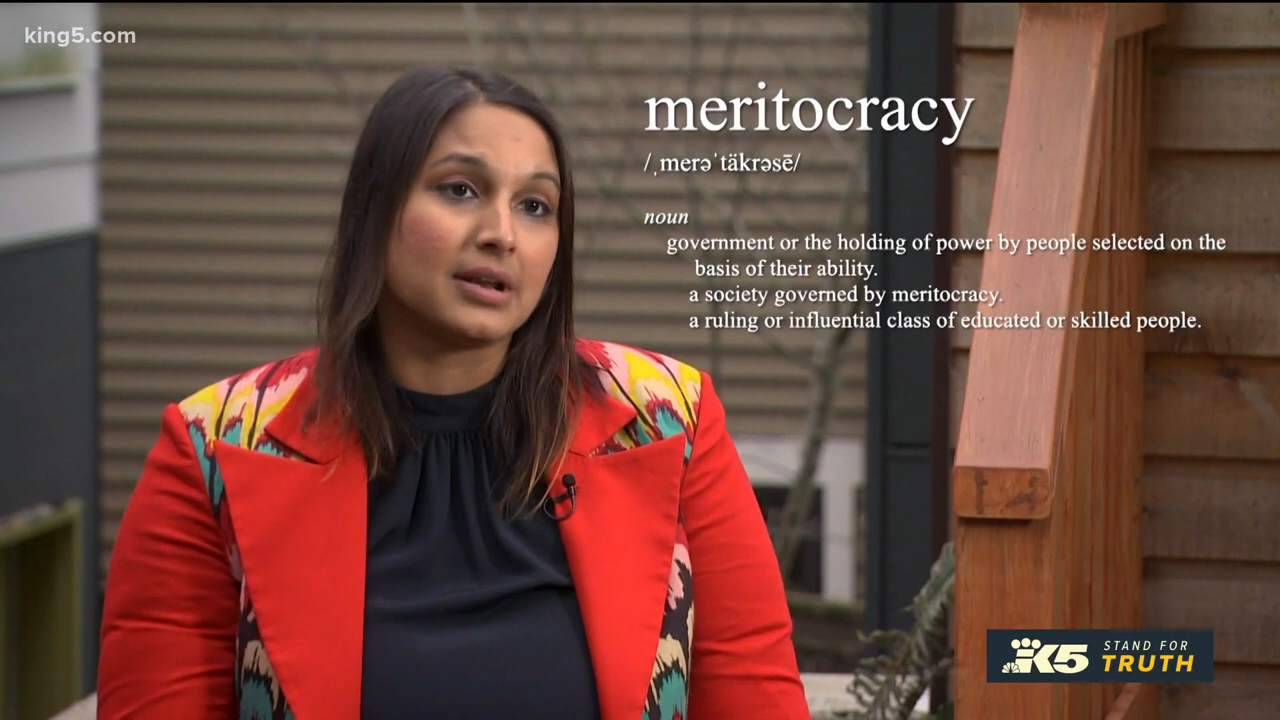 king5.com
meritocracy
/ˌmerəˈtäkrəsē/
noun
government or the holding of power by people selected on the
basis of their ability.
a society governed by meritocracy.
a ruling or influential class of educated or skilled people.
K5 STAND FOR
TRUTH